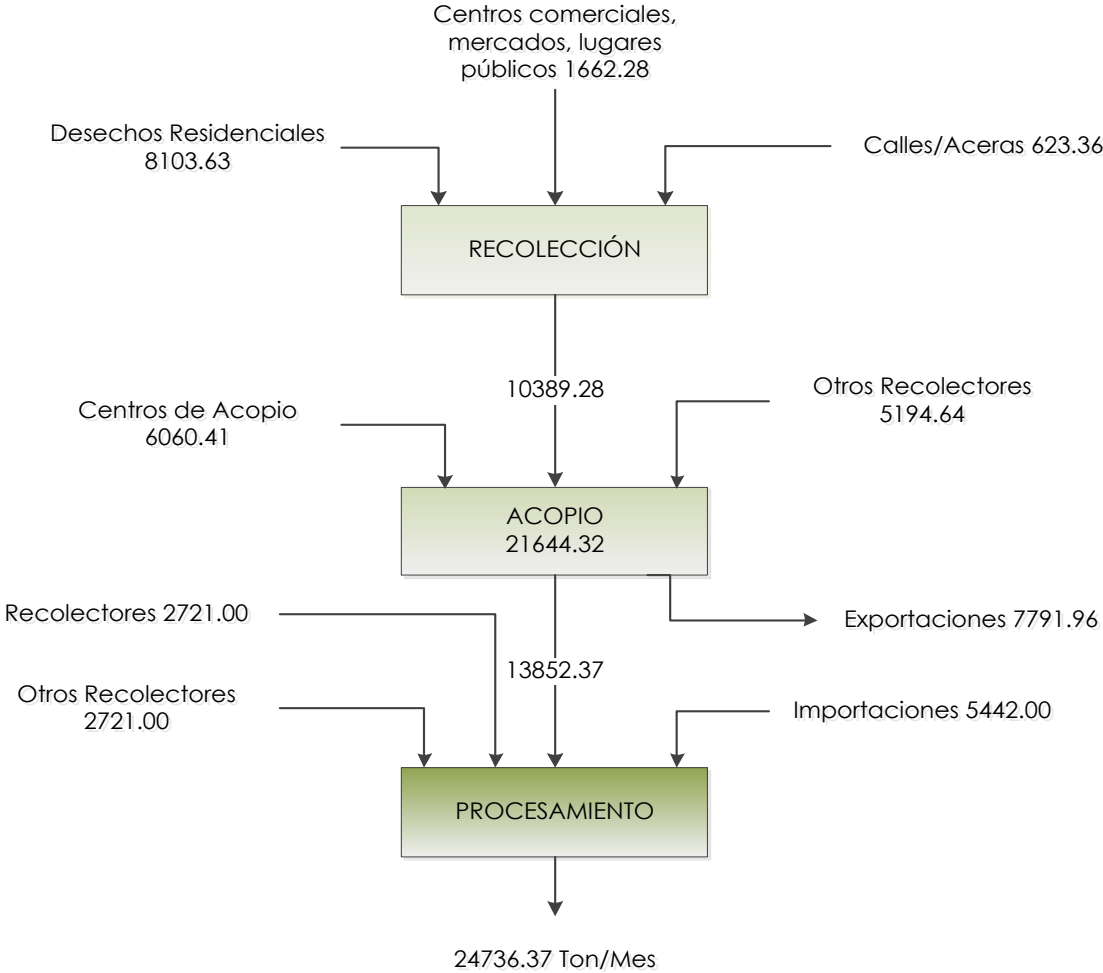 Centros comerciales,
mercados, lugares
públicos 1662.28
Desechos Residenciales
8103.63
Calles/Aceras 623.36
RECOLECCIÓN
10389.28
Centros de Acopio
6060.41
Otros Recolectores
5194.64
ACOPIO
21644.32
Recolectores 2721.00
Exportaciones 7791.96
13852.37
Otros Recolectores
2721.00
Importaciones 5442.00
PROCESAMIENTO
24736.37 Ton/Mes